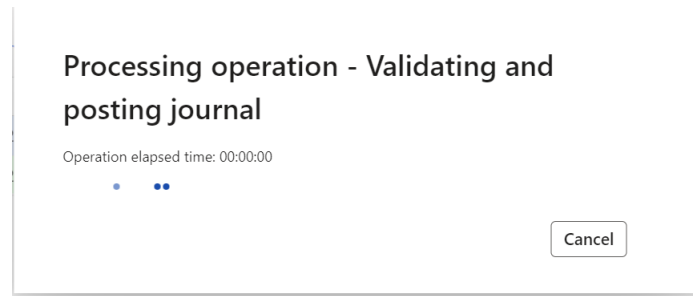 Processing operation - Validating and
posting journal
Operation elapsed time: 00:00:00
Cancel